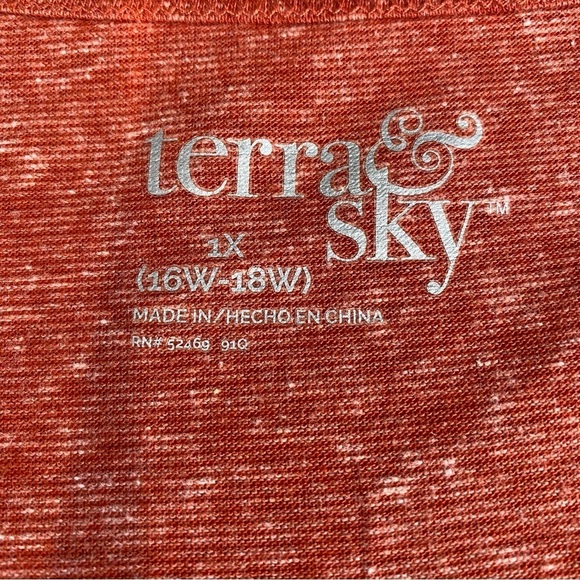 terra &
sky™
1X
(16W-18W)
MADE IN/HECHO EN CHINA
RN# 52469 91Q